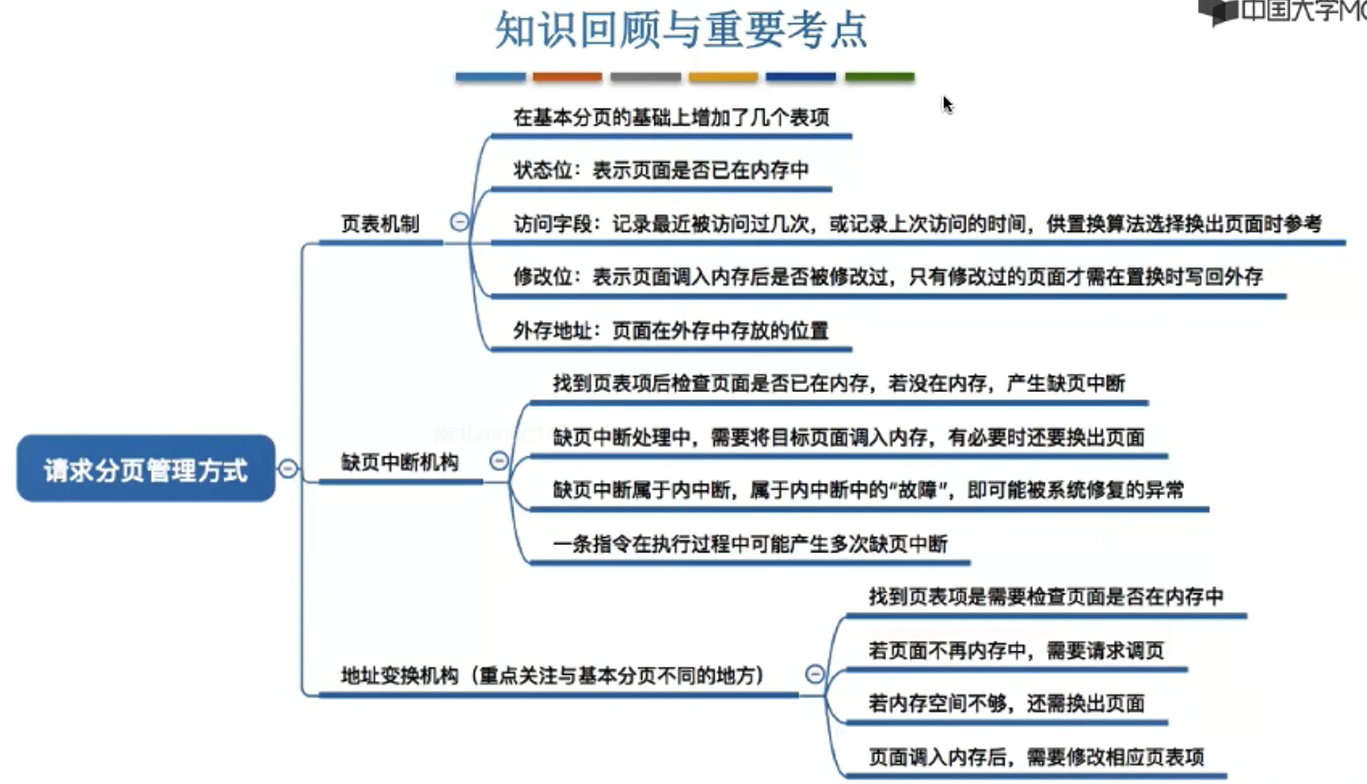 中国大学MO
知识回顾与重要考点
在基本分页的基础上增加了几个表项
状态位：表示页面是否已在内存中
页表机制
访问字段：记录最近被访问过几次，或记录上次访问的时间，供置换算法选择换出页面时参考
修改位：表示页面调入内存后是否被修改过，只有修改过的页面才需在置换时写回外存
外存地址：页面在外存中存放的位置
找到页表项后检查页面是否已在内存，若没在内存，产生缺页中断
缺页中断处理中，需要将目标页面调入内存，有必要时还要换出页面
请求分页管理方式
缺页中断机构
缺页中断属于内中断，属于内中断中的“故障”，即可能被系统修复的异常
一条指令在执行过程中可能产生多次缺页中断
找到页表项是需要检查页面是否在内存中
若页面不再内存中，需要请求调页
地址变换机构（重点关注与基本分页不同的地方）
若内存空间不够，还需换出页面
页面调入内存后，需要修改相应页表项